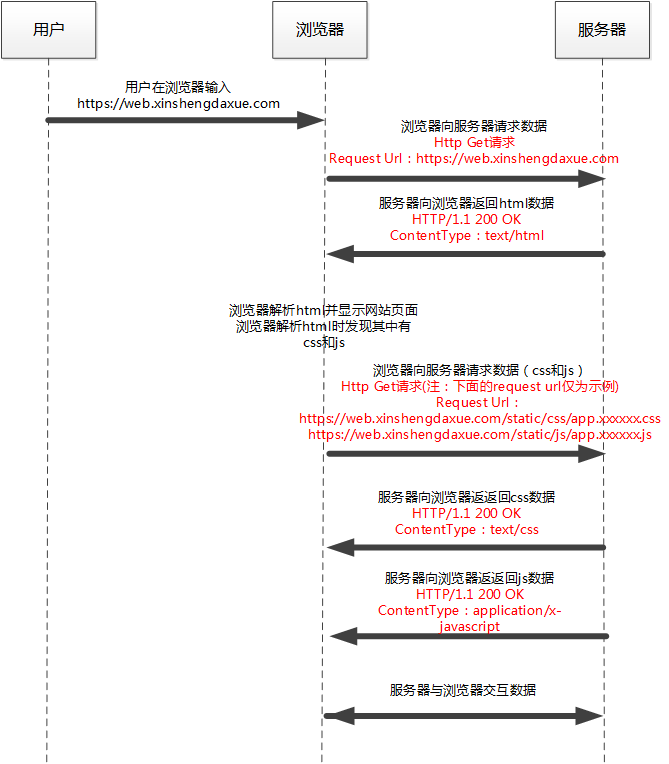 用户
浏览器
服务器
用户在浏览器输入
https://web.xinshengdaxue.com
浏览器向服务器请求数据
Http Get请求
Request Url：https://web.xinshengdaxue.com
服务器向浏览器返回html数据
HTTP/1.1 200 OK
ContentType：text/html
浏览器解析html并显示网站页面
浏览器解析html时发现其中有
css和js
浏览器向服务器请求数据（css和js）
Http Get请求(注：下面的request url仅为示例)
Request Url：
https://web.xinshengdaxue.com/static/css/app.xxxxxx.css
https://web.xinshengdaxue.com/static/js/app.xxxxxx.js
服务器向浏览器返返回css数据
HTTP/1.1 200 OK
ContentType：text/css
服务器向浏览器返返回js数据
HTTP/1.1 200 OK
ContentType：application/x-
javascript
服务器与浏览器交互数据